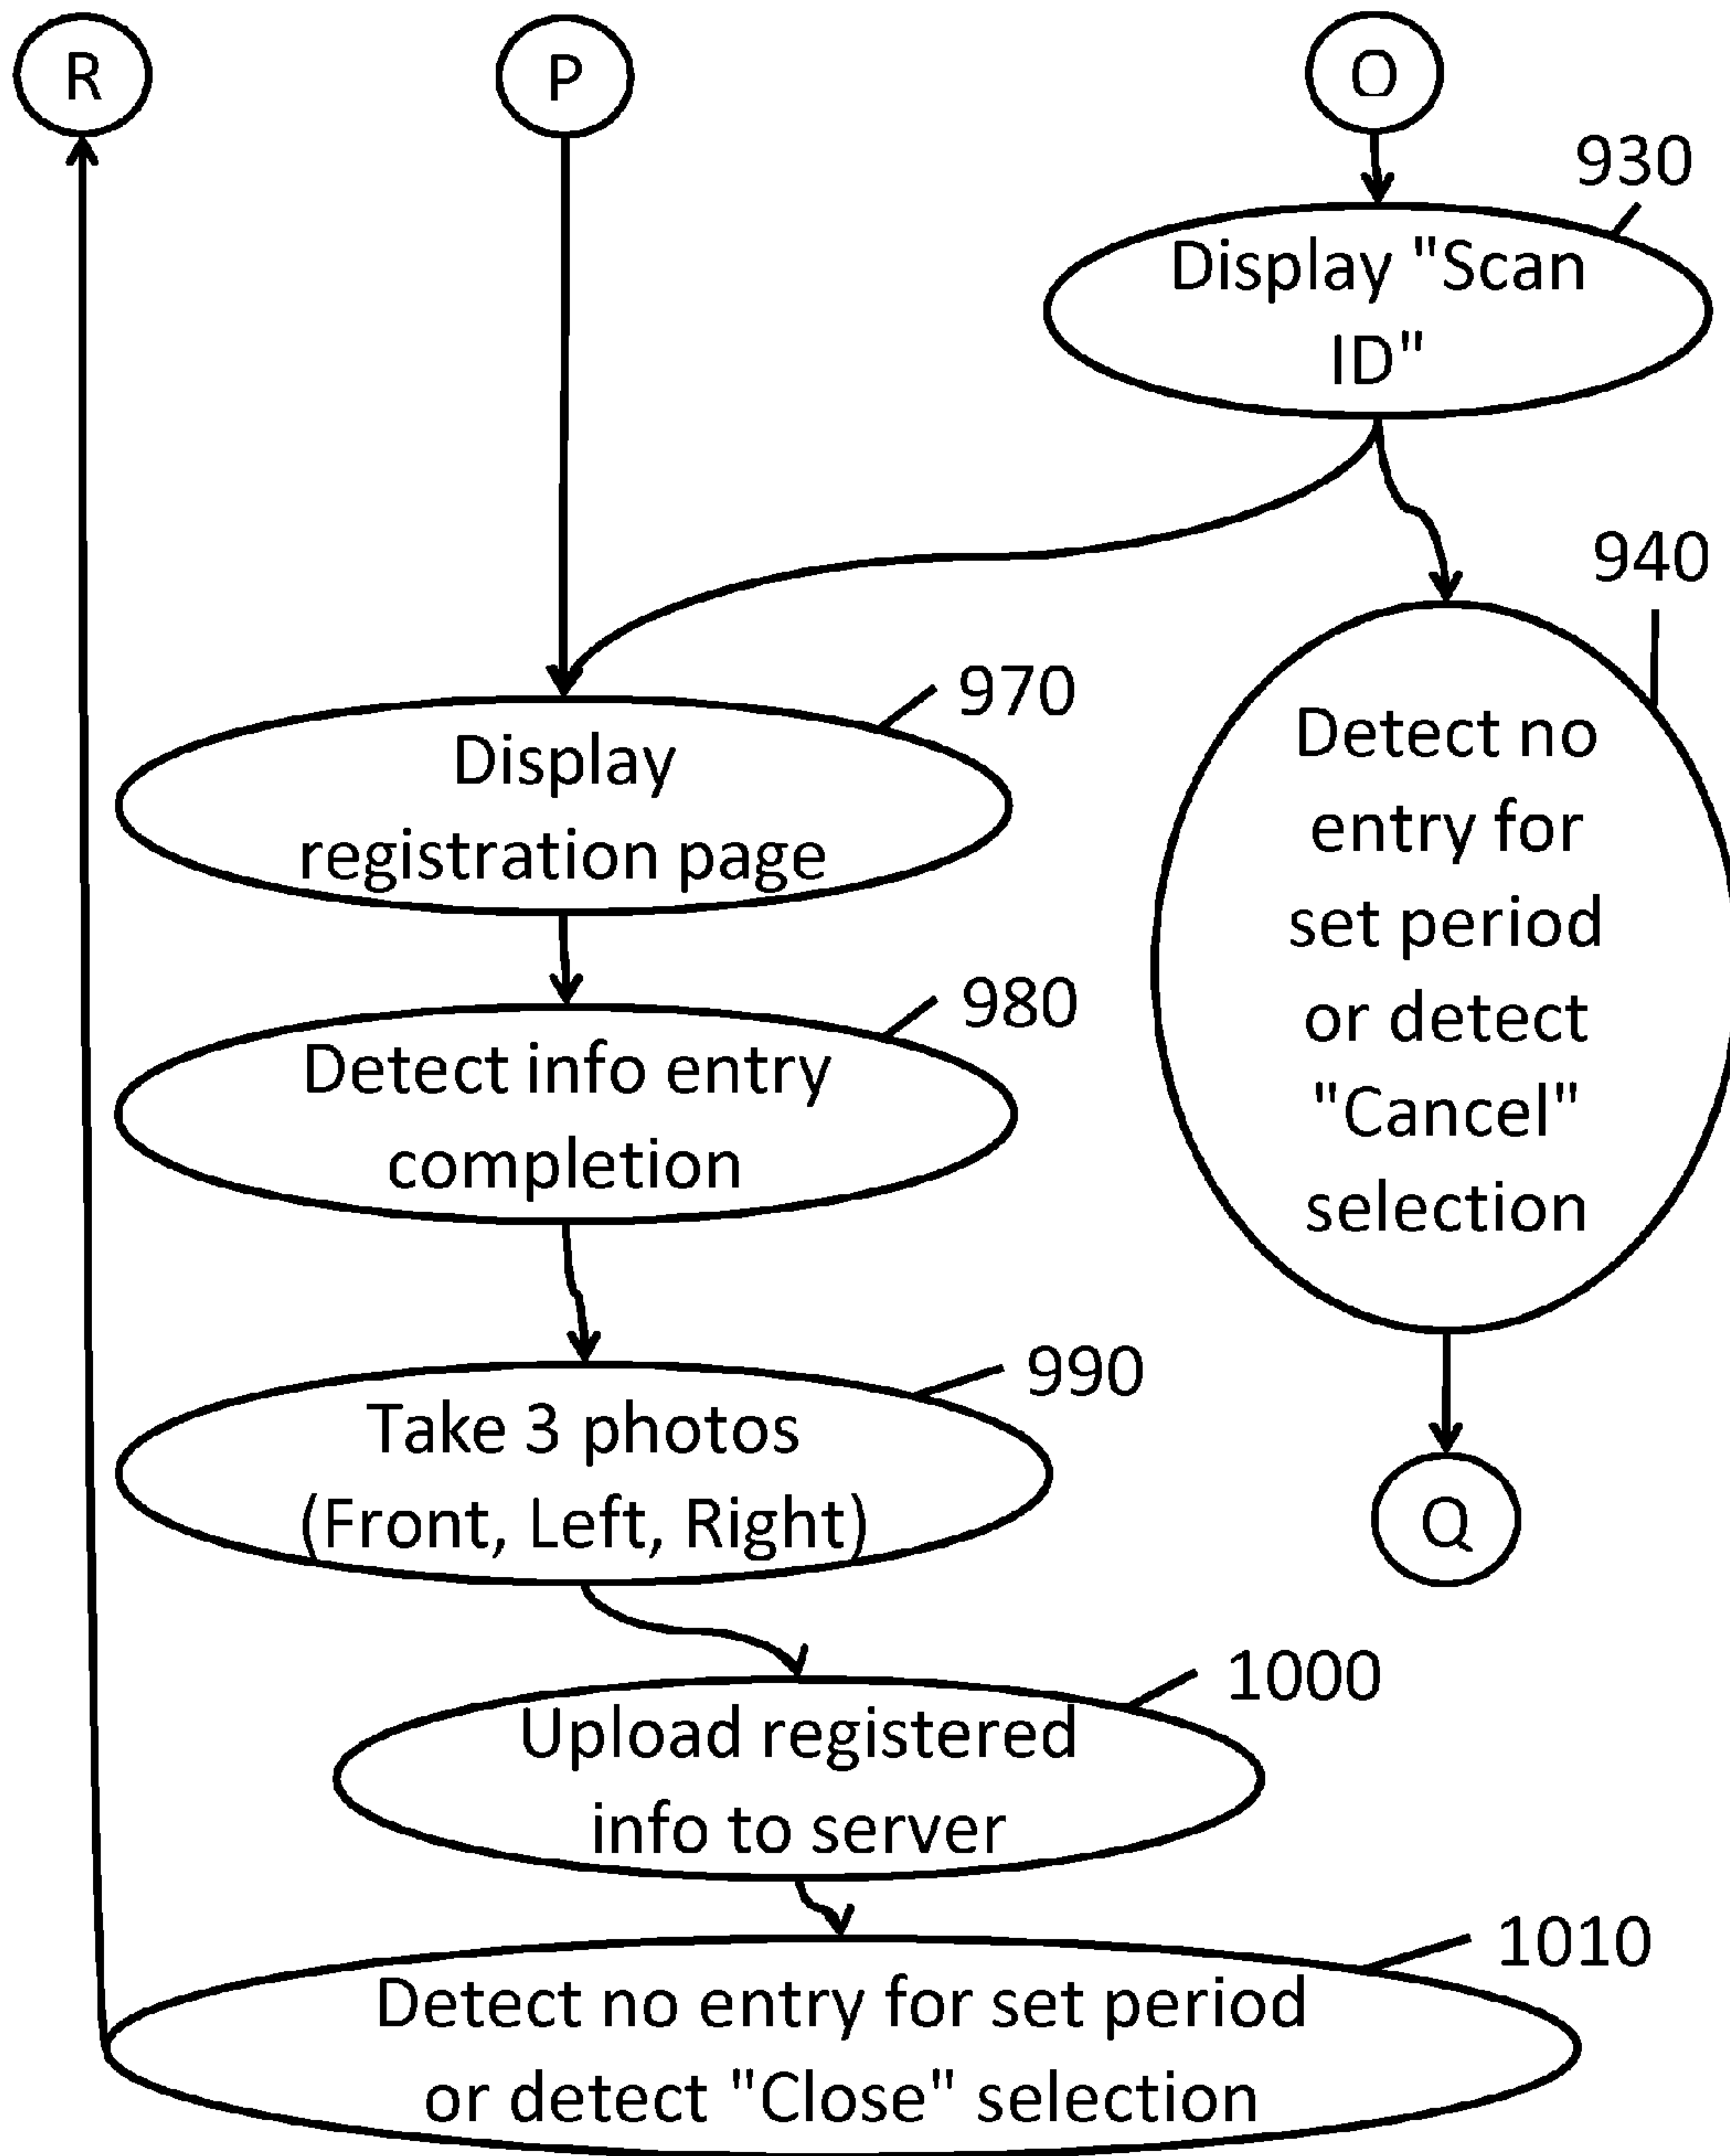 R
P
O
930
Display "Scan
ID"
940
Detect no
entry for
set period
or detect
"Cancel"
selection
970
Display
registration page
980
Detect info entry
completion
990
Take 3 photos
(Front, Left, Right)
Q
1000
Upload registered
info to server
1010
Detect no entry for set period
or detect "Close" selection